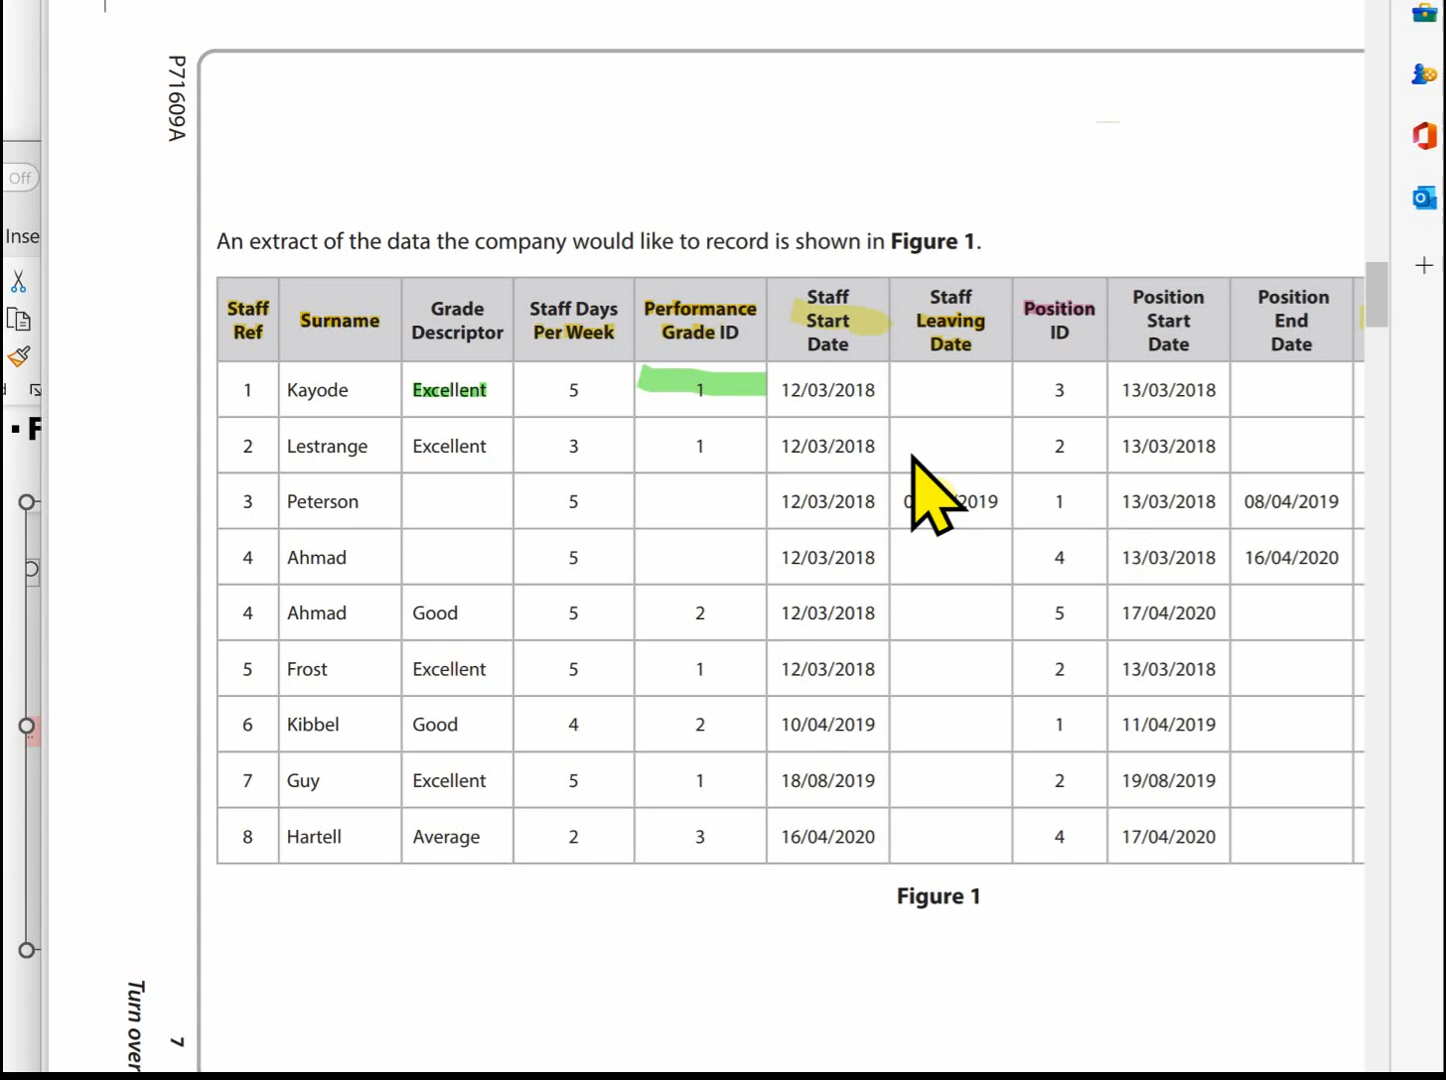 P71609A
Off
Inse
F
An extract of the data the company would like to record is shown in Figure 1.
Staff Ref Surname Grade Descriptor Staff Days Per Week Performance Grade ID Staff Start Date Staff Leaving Date Position ID Position Start Date Position End Date
1 Kayode Excellent 5 1 12/03/2018 3 13/03/2018
2 Lestrange Excellent 3 1 12/03/2018 2 13/03/2018
3 Peterson 5 12/03/2018 2019 1 13/03/2018 08/04/2019
4 Ahmad 5 12/03/2018 4 13/03/2018 16/04/2020
4 Ahmad Good 5 2 12/03/2018 5 17/04/2020
5 Frost Excellent 5 1 12/03/2018 2 13/03/2018
6 Kibbel Good 4 2 10/04/2019 1 11/04/2019
7 Guy Excellent 5 1 18/08/2019 2 19/08/2019
8 Hartell Average 2 3 16/04/2020 4 17/04/2020
Figure 1
Turn over
7